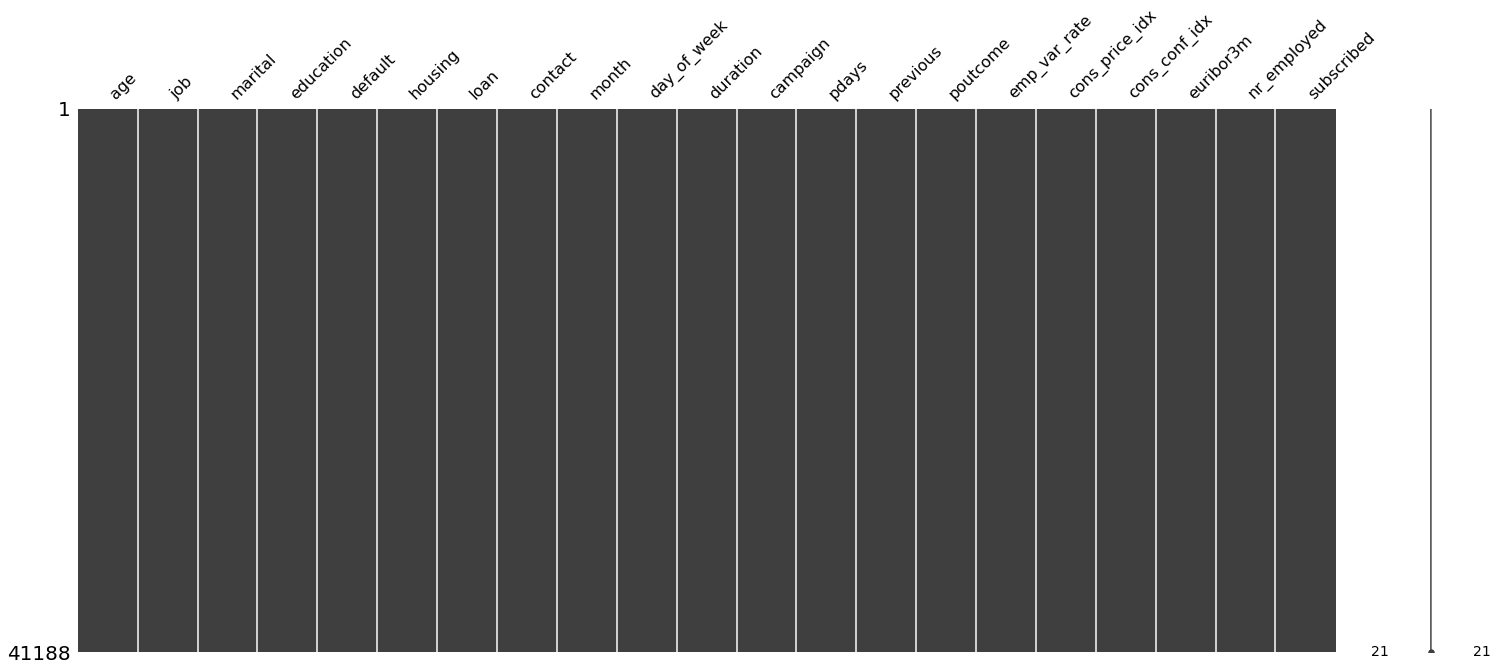 age job marital education default housing loan contact month day_of_week duration campaign pdays previous poutcome emp_var_rate cons_price_idx cons_conf_idx euribor3m nr_employed subscribed
1
41188
21 21